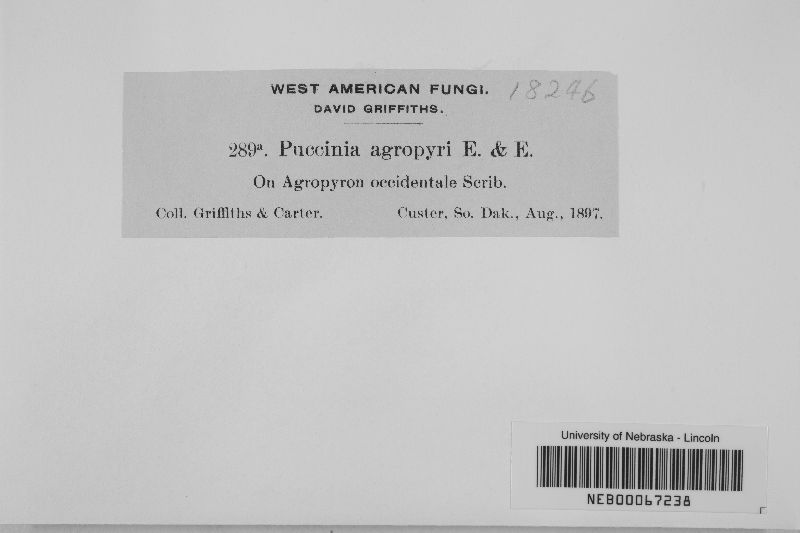 WEST AMERICAN FUNGI. 18246
DAVID GRIFFITHS.
289ª. Puccinia agropyri E. & E.
On Agropyron occidentale Scrib.
Coll. Griffiths & Carter. Custer, So. Dak., Aug., 1897.
University of Nebraska - Lincoln
NEB00067238